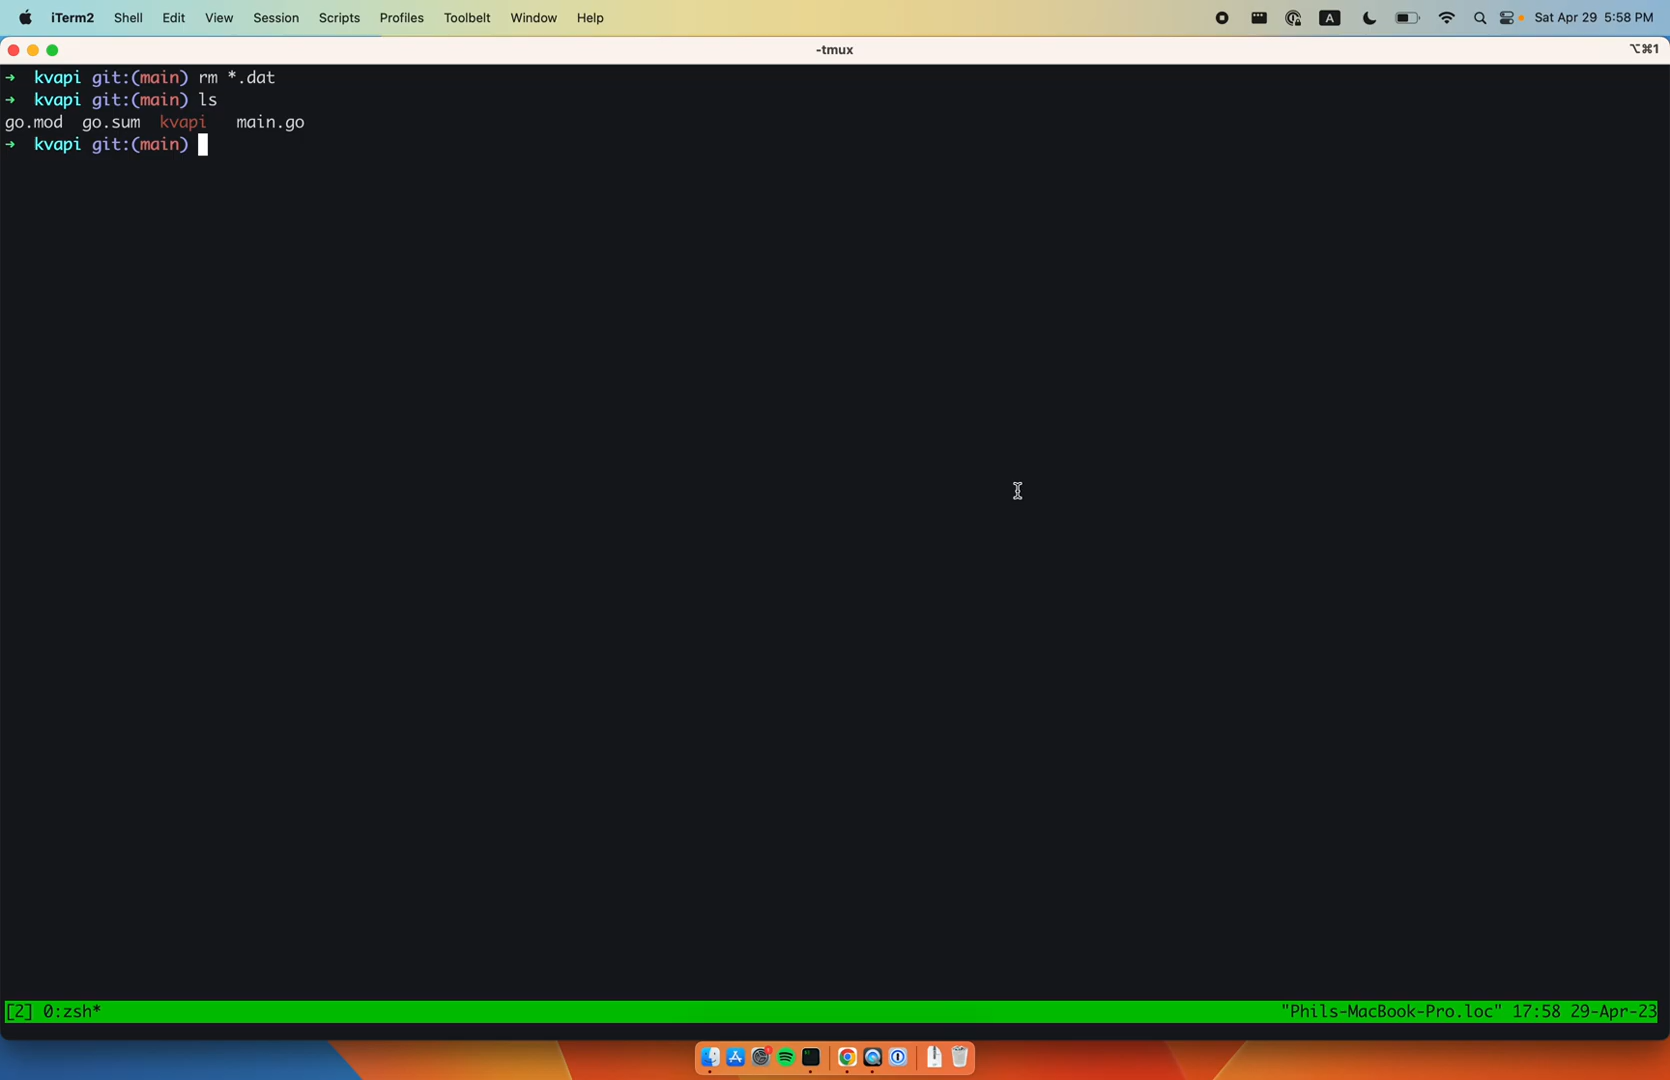 iTerm2 Shell Edit View Session Scripts Profiles Toolbelt Window Help A Sat Apr 29 5:58 PM
-tmux ⌥⌘1
➜ kvapi git:(main) rm *.dat
➜ kvapi git:(main) ls
go.mod go.sum kvapi main.go
➜ kvapi git:(main)
[2] 0:zsh* "Phils-MacBook-Pro.loc" 17:58 29-Apr-23